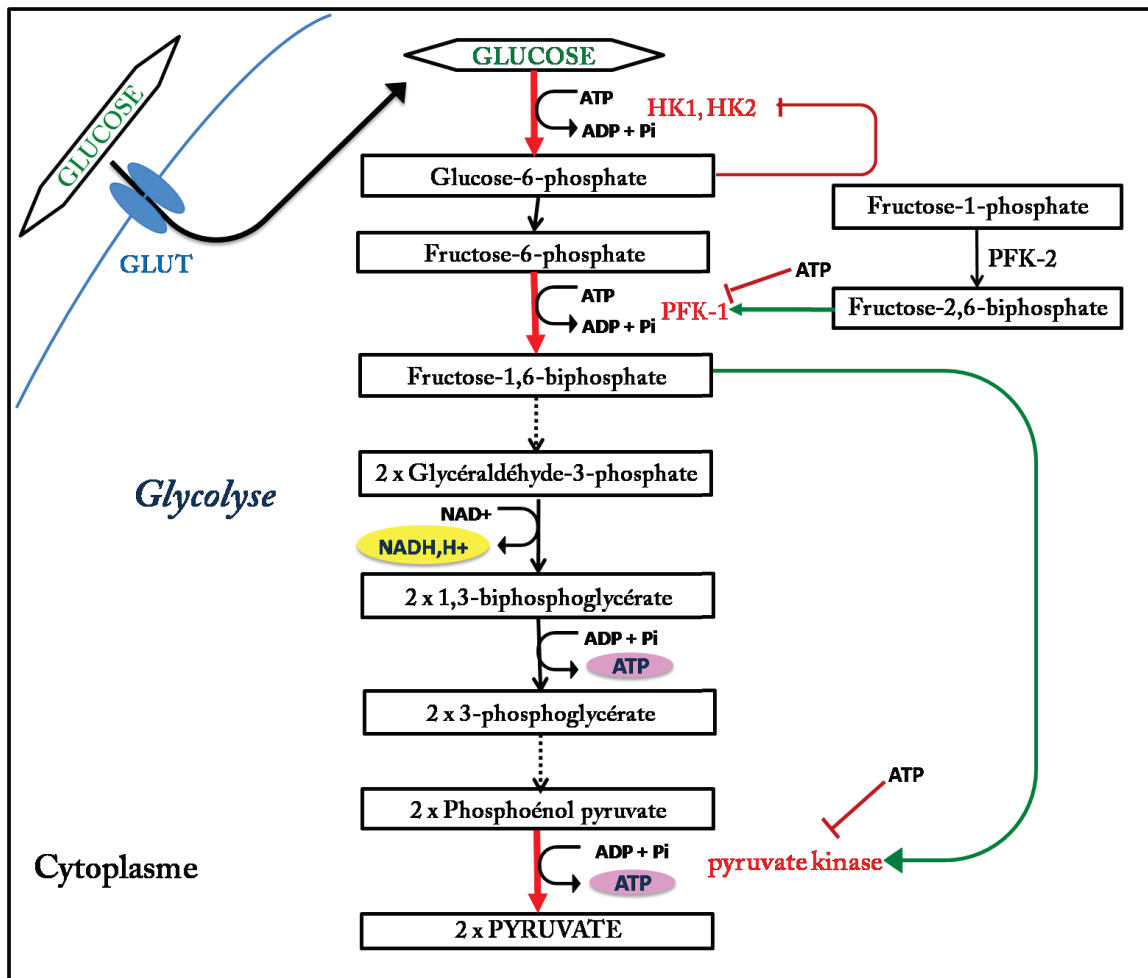 GLUCOSE
GLUCOSE
GLUT
ATP
ADP + Pi
HK1, HK2
Glucose-6-phosphate
Fructose-1-phosphate
Fructose-6-phosphate
PFK-2
ATP
ATP
ADP + Pi
PFK-1
Fructose-2,6-biphosphate
Fructose-1,6-biphosphate
2 x Glycéraldéhyde-3-phosphate
Glycolyse
NAD+
NADH,H+
2 x 1,3-biphosphoglycérate
ADP + Pi
ATP
2 x 3-phosphoglycérate
ATP
2 x Phosphoénol pyruvate
ADP + Pi
ATP
pyruvate kinase
Cytoplasme
2 x PYRUVATE